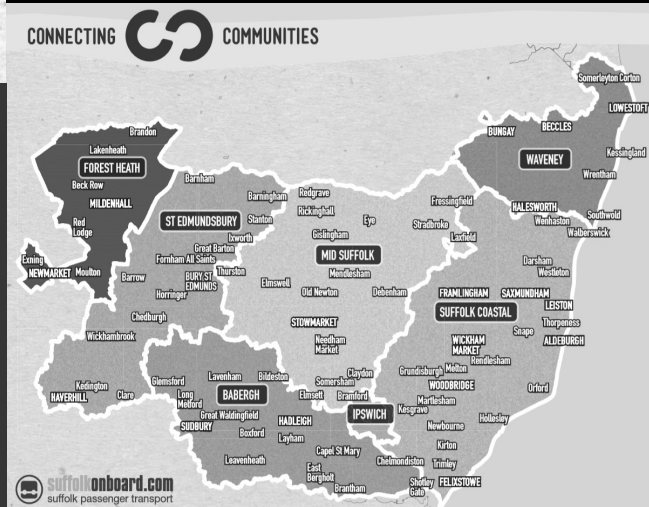 CONNECTING COMMUNITIES
Somerleyton Corton
LOWESTOFT
BUNGAY
BECCLES
WAVENEY
Kessingland
Wrentham
HALESWORTH
Southwold
Wenhaston
Walberswick
Brandon
Lakenheath
FOREST HEATH
Beck Row
MILDENHALL
Red
Lodge
Exning
NEWMARKET
Moulton
Barnham
Barningham
ST EDMUNDSBURY
Stanton
Ixworth
Great Barton
Fornham All Saints
Thurston
Barrow
BURY ST
EDMUNDS
Horringer
Chedburgh
Wickhambrook
Kedington
HAVERHILL
Clare
Redgrave
Rickinghall
Eye
Gislingham
Fressingfield
Stradbroke
Laxfield
MID SUFFOLK
Mendlesham
Elmswell
Old Newton
Debenham
STOWMARKET
Needham
Market
Claydon
Somersham
Bramford
Darsham
Westleton
FRAMLINGHAM
SAXMUNDHAM
LEISTON
SUFFOLK COASTAL
Thorpeness
Snape
ALDEBURGH
WICKHAM
MARKET
Rendlesham
Grundisburgh
Melton
WOODBRIDGE
Orford
Martlesham
Kesgrave
Hollesley
Newbourne
Kirton
Trimley
FELIXSTOWE
IPSWICH
Glemsford
Lavenham
Bildeston
Elmsett
BABERGH
Long
Melford
Great Waldingfield
SUDBURY
HADLEIGH
Boxford
Layham
Leavenheath
Capel St Mary
Chelmondiston
East
Bergholt
Brantham
Shotley
Gate
suffolkonboard.com
suffolk passenger transport